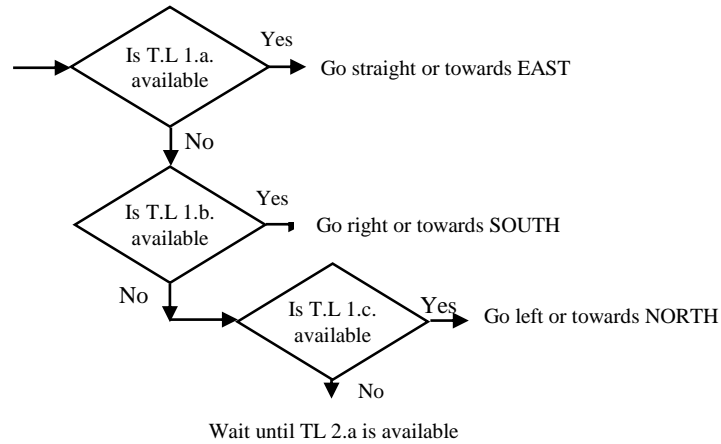 Is T.L 1.a.
available
Yes
Go straight or towards EAST
No
Is T.L 1.b.
available
Yes
Go right or towards SOUTH
No
Is T.L 1.c.
available
Yes
Go left or towards NORTH
No
Wait until TL 2.a is available